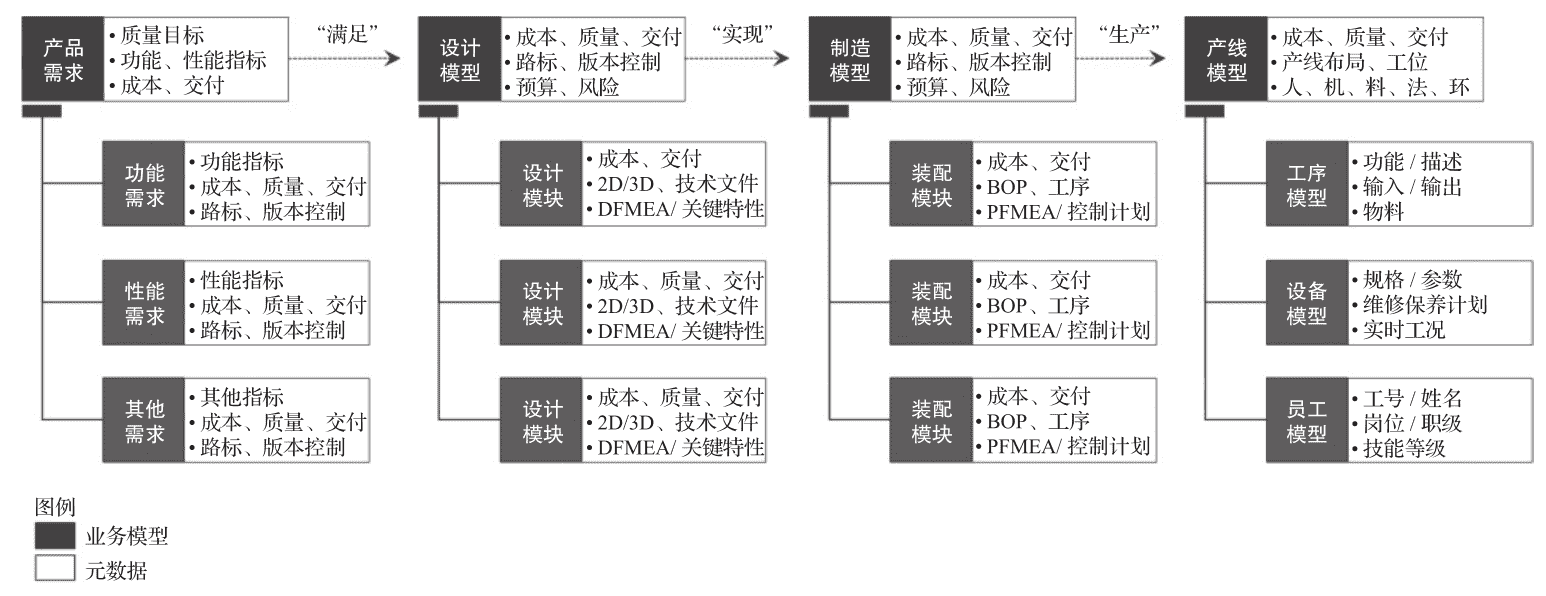 产品
需求
• 质量目标
• 功能、性能指标
• 成本、交付
“满足”
设计
模型
• 成本、质量、交付
• 路标、版本控制
• 预算、风险
“实现”
制造
模型
• 成本、质量、交付
• 路标、版本控制
• 预算、风险
“生产”
产线
模型
• 成本、质量、交付
• 产线布局、工位
• 人、机、料、法、环
功能
需求
• 功能指标
• 成本、质量、交付
• 路标、版本控制
设计
模块
• 成本、交付
• 2D/3D、技术文件
• DFMEA/ 关键特性
装配
模块
• 成本、交付
• BOP、工序
• PFMEA/ 控制计划
工序
模型
• 功能 / 描述
• 输入 / 输出
• 物料
性能
需求
• 性能指标
• 成本、质量、交付
• 路标、版本控制
设计
模块
• 成本、质量、交付
• 2D/3D、技术文件
• DFMEA/ 关键特性
装配
模块
• 成本、交付
• BOP、工序
• PFMEA/ 控制计划
设备
模型
• 规格 / 参数
• 维修保养计划
• 实时工况
其他
需求
• 其他指标
• 成本、质量、交付
• 路标、版本控制
设计
模块
• 成本、质量、交付
• 2D/3D、技术文件
• DFMEA/ 关键特性
装配
模块
• 成本、交付
• BOP、工序
• PFMEA/ 控制计划
员工
模型
• 工号 / 姓名
• 岗位 / 职级
• 技能等级
图例
业务模型
元数据